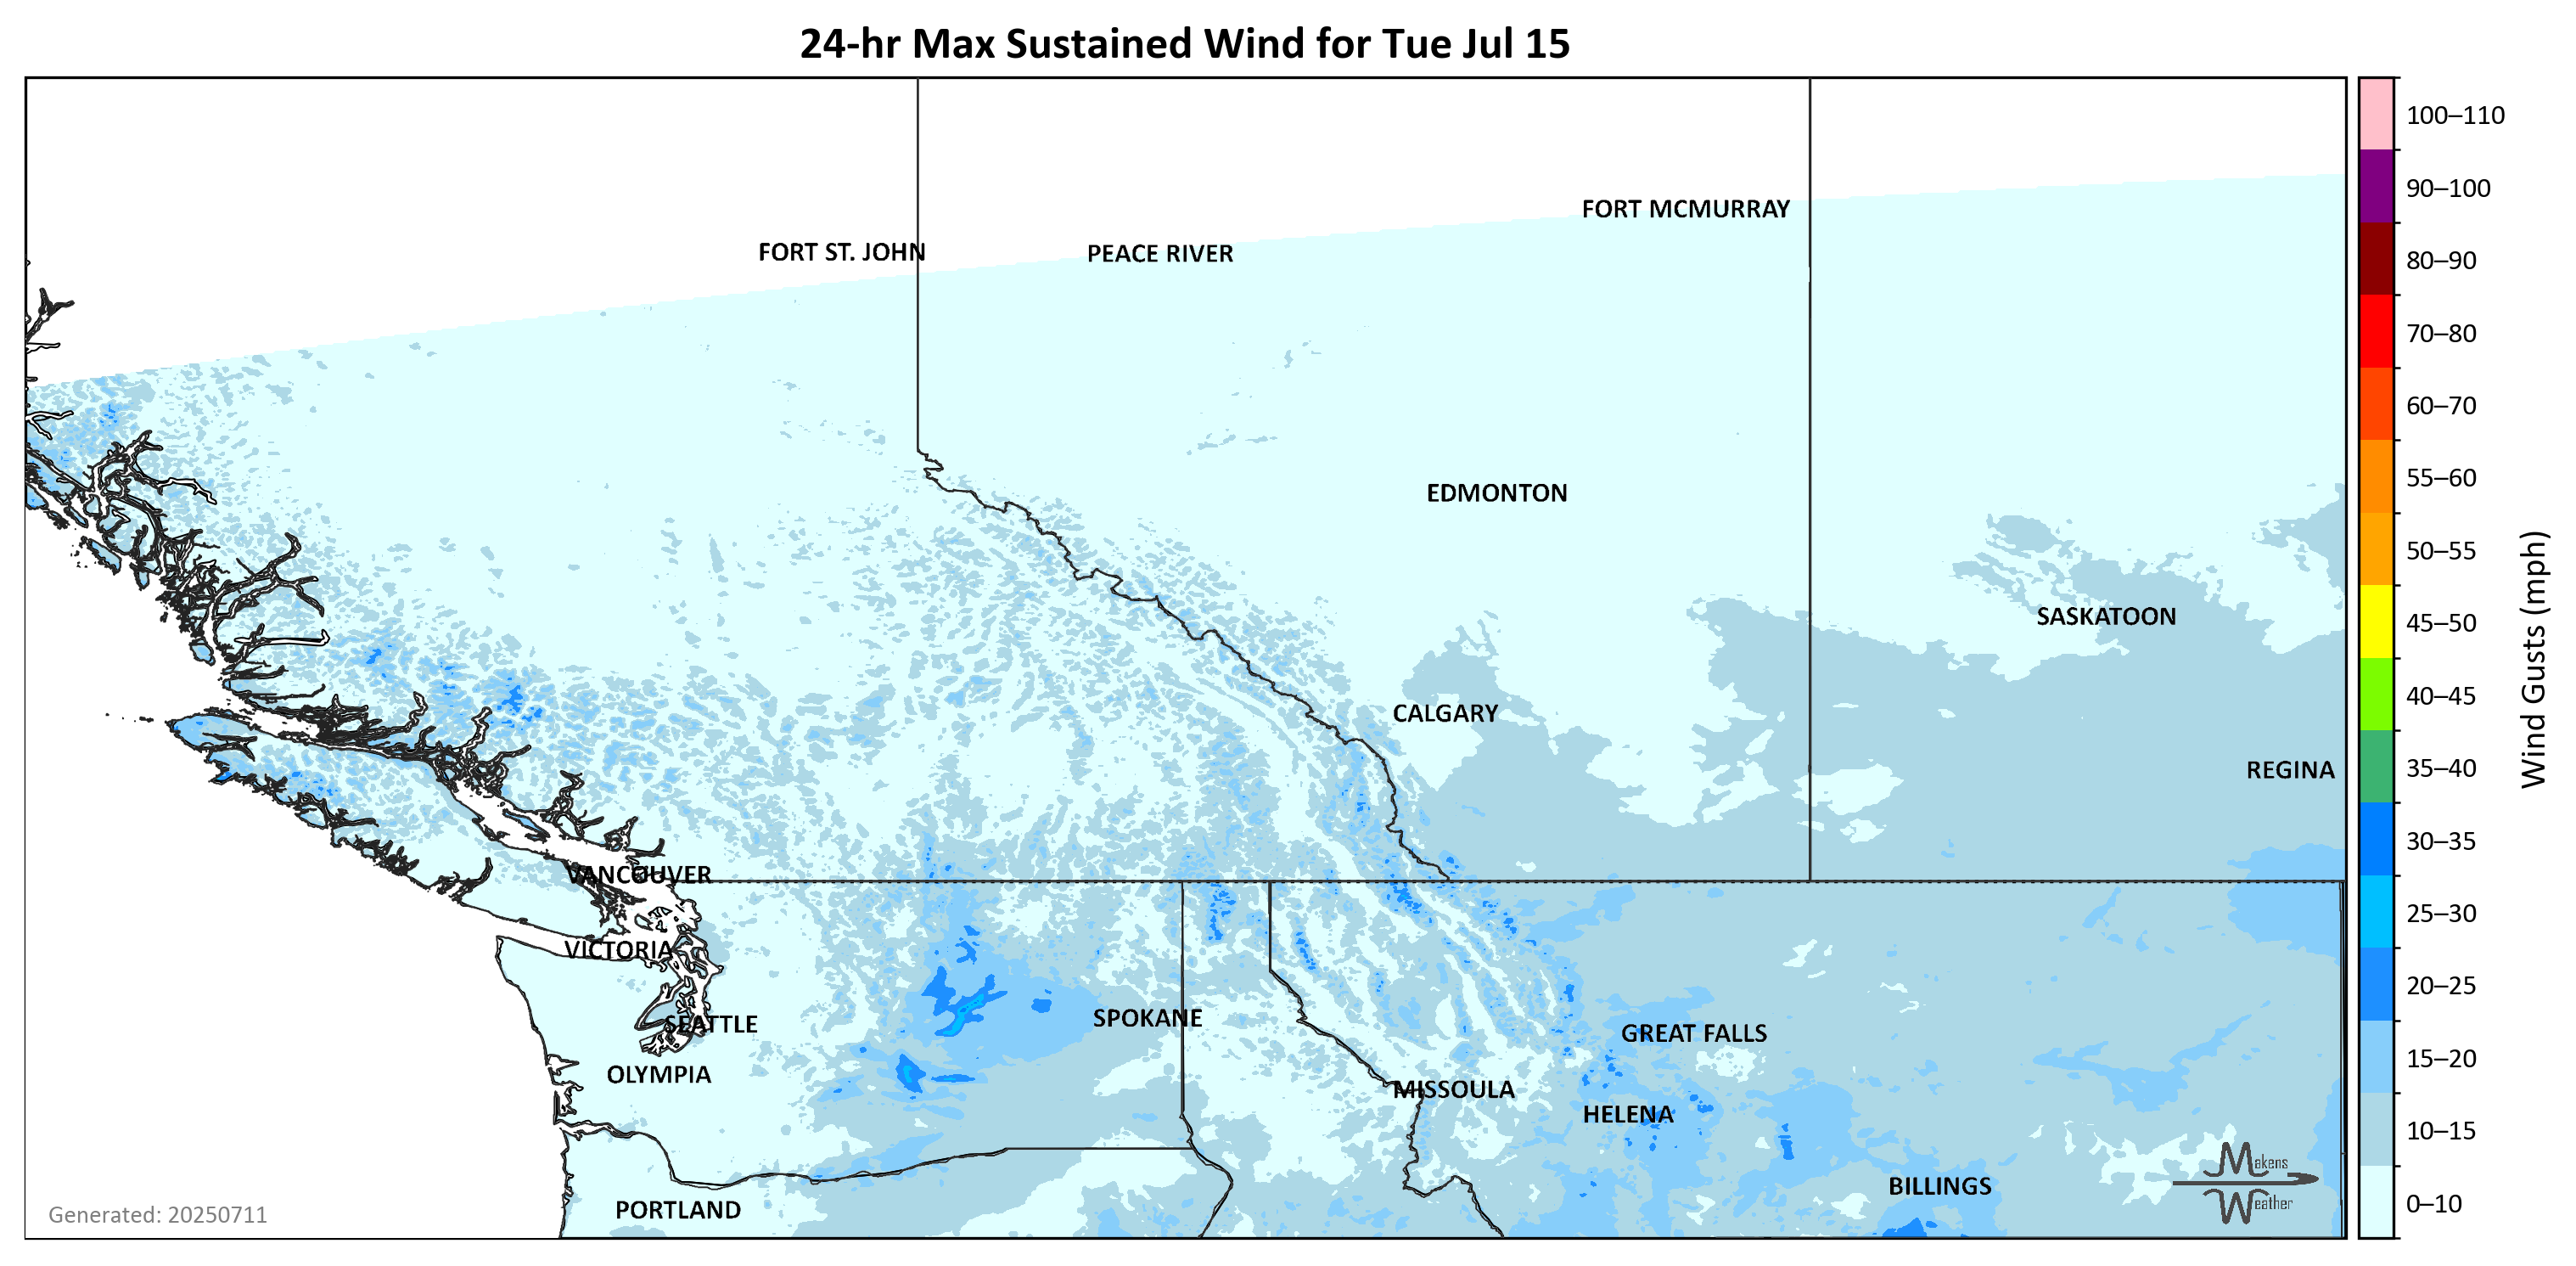 24-hr Max Sustained Wind for Tue Jul 15
100–110
90–100
80–90
70–80
60–70
55–60
50–55
45–50
40–45
35–40
30–35
25–30
20–25
15–20
10–15
0–10
Wind Gusts (mph)
FORT MCMURRAY
FORT ST. JOHN
PEACE RIVER
EDMONTON
SASKATOON
CALGARY
REGINA
VANCOUVER
VICTORIA
SEATTLE
SPOKANE
GREAT FALLS
OLYMPIA
MISSOULA
HELENA
BILLINGS
PORTLAND
Makens
Weather
Generated: 20250711